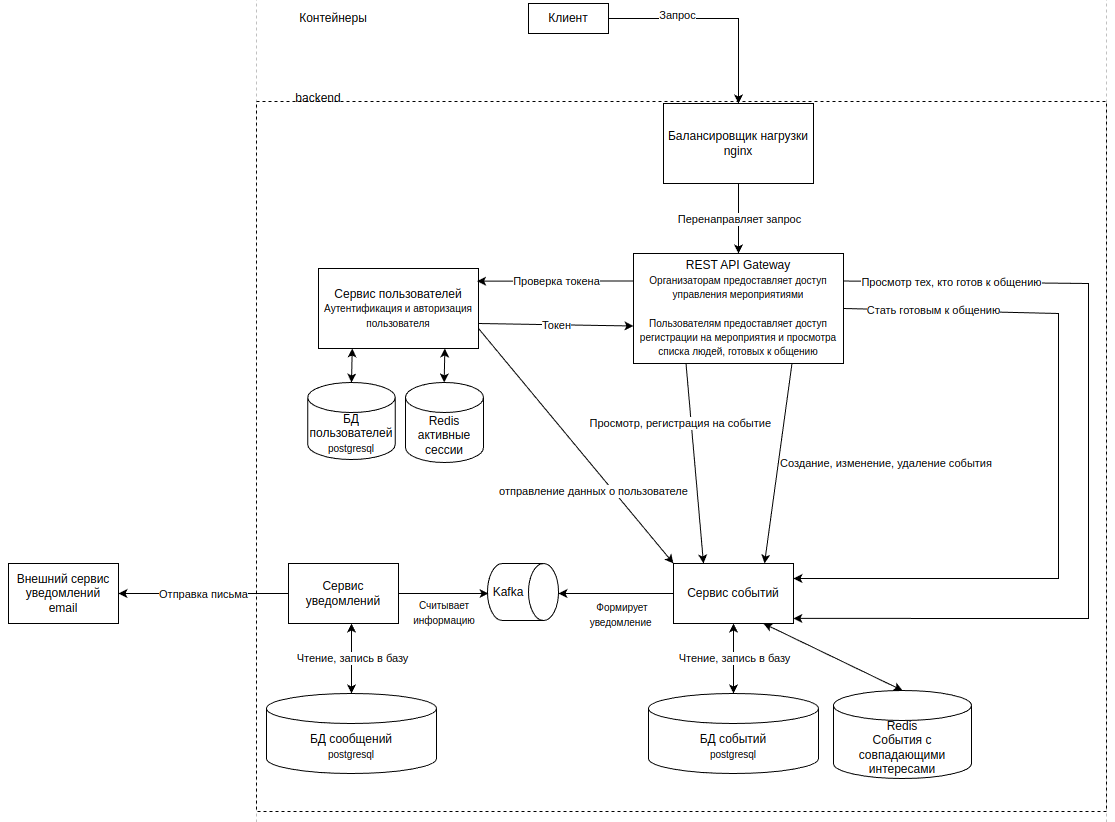 Контейнеры
Клиент
Запрос
backend
Балансировщик нагрузки
nginx
Перенаправляет запрос
REST API Gateway
Организаторам предоставляет доступ
управления мероприятиями
Пользователям предоставляет доступ
регистрации на мероприятия и просмотра
списка людей, готовых к общению
Сервис пользователей
Аутентификация и авторизация
пользователя
Проверка токена
Токен
Просмотр тех, кто готов к общению
Стать готовым к общению
БД
пользователей
postgresql
Redis
активные
сессии
Просмотр, регистрация на событие
Создание, изменение, удаление события
отправление данных о пользователе
Внешний сервис
уведомлений
email
Отправка письма
Сервис
уведомлений
Считывает
информацию
Kafka
Формирует
уведомление
Сервис событий
Чтение, запись в базу
Чтение, запись в базу
БД сообщений
postgresql
БД событий
postgresql
Redis
События с
совпадающими
интересами